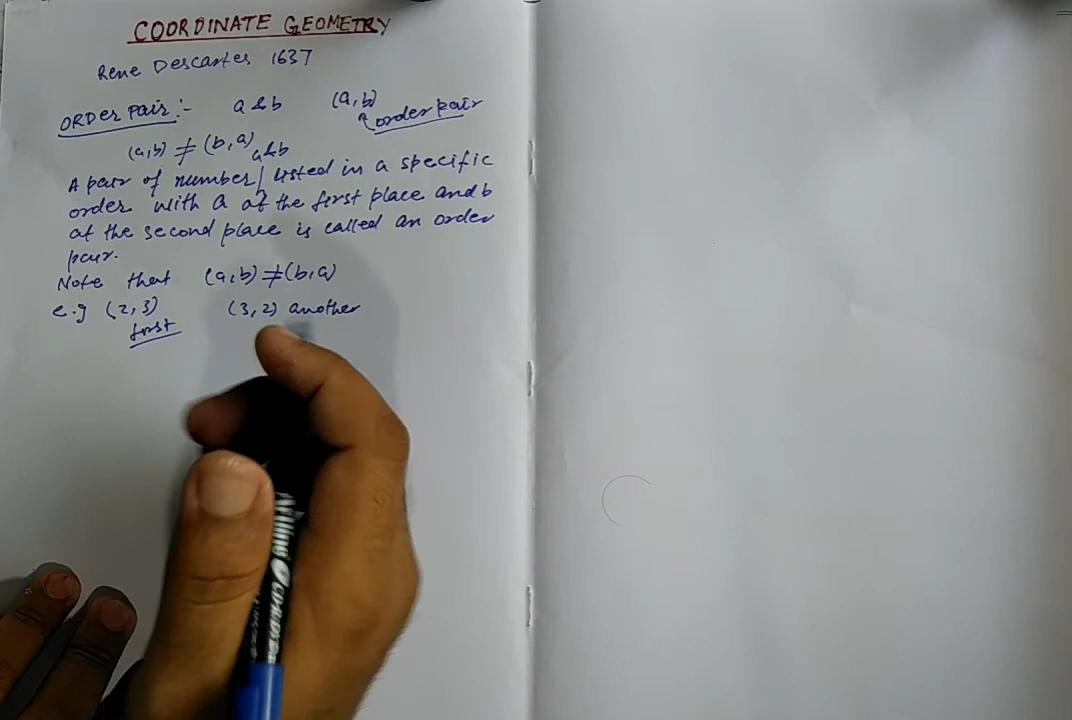 COORDINATE GEOMETRY
Rene Descartes 1637
ORDER PAIR :- a & b (a, b)
order pair
(a, b) ≠ (b, a)
a & b
A pair of number / listed in a specific
order with a at the first place and b
at the second place is called an order
pair.
Note that (a, b) ≠ (b, a)
e.g (2, 3) (3, 2) another
first
Artline